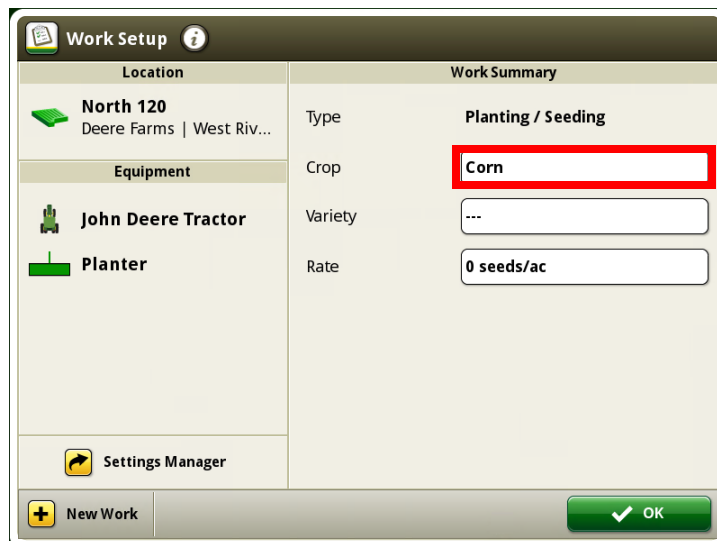 Work Setup
Location
North 120
Deere Farms | West Riv...
Equipment
John Deere Tractor
Planter
Settings Manager
Work Summary
Type Planting / Seeding
Crop Corn
Variety ---
Rate 0 seeds/ac
New Work
OK